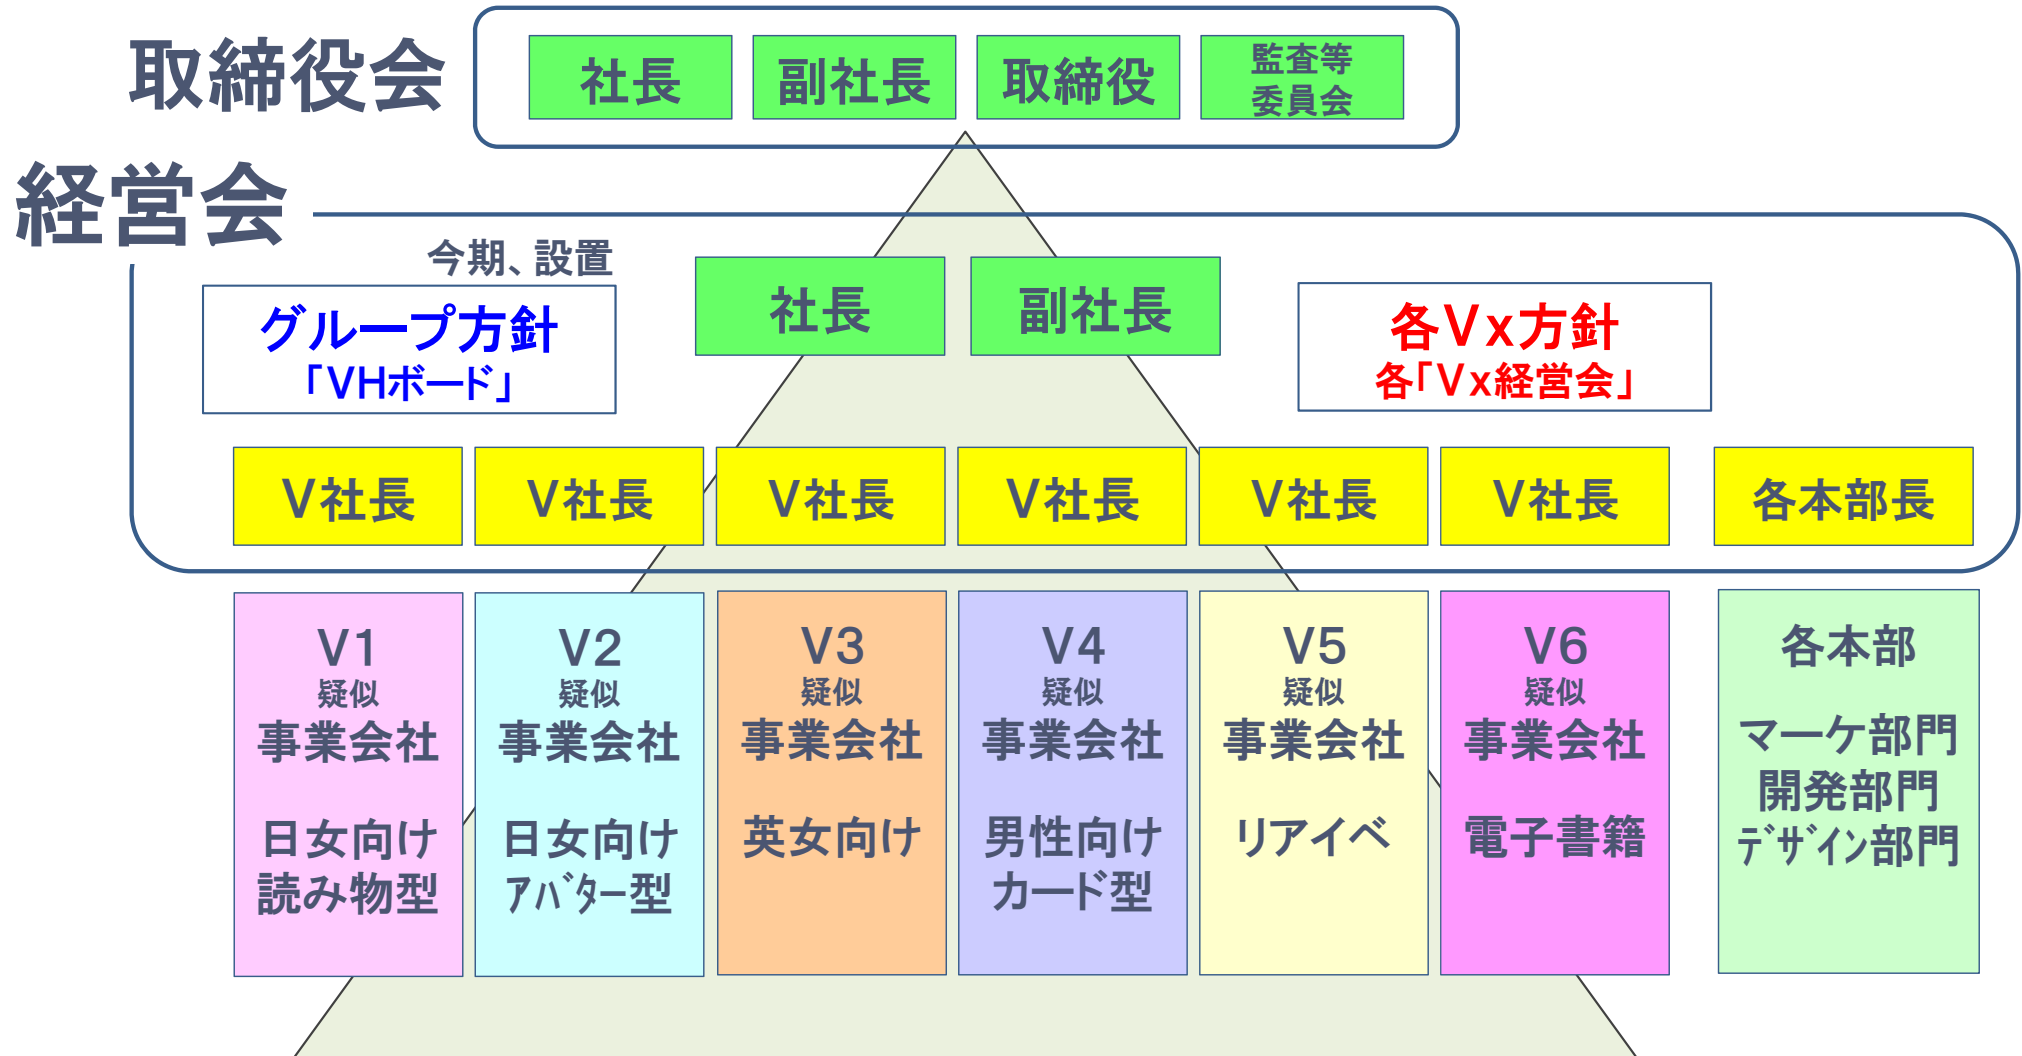 取締役会
社長
副社長
取締役
監査等
委員会
経営会
今期、設置
グループ方針
「VHボード」
社長
副社長
各Vx方針
各「Vx経営会」
V社長
V社長
V社長
V社長
V社長
V社長
各本部長
V1
疑似
事業会社
日女向け
読み物型
V2
疑似
事業会社
日女向け
ｱﾊﾞﾀｰ型
V3
疑似
事業会社
英女向け
V4
疑似
事業会社
男性向け
カード型
V5
疑似
事業会社
リアイベ
V6
疑似
事業会社
電子書籍
各本部
マーケ部門
開発部門
ﾃﾞｻﾞｲﾝ部門